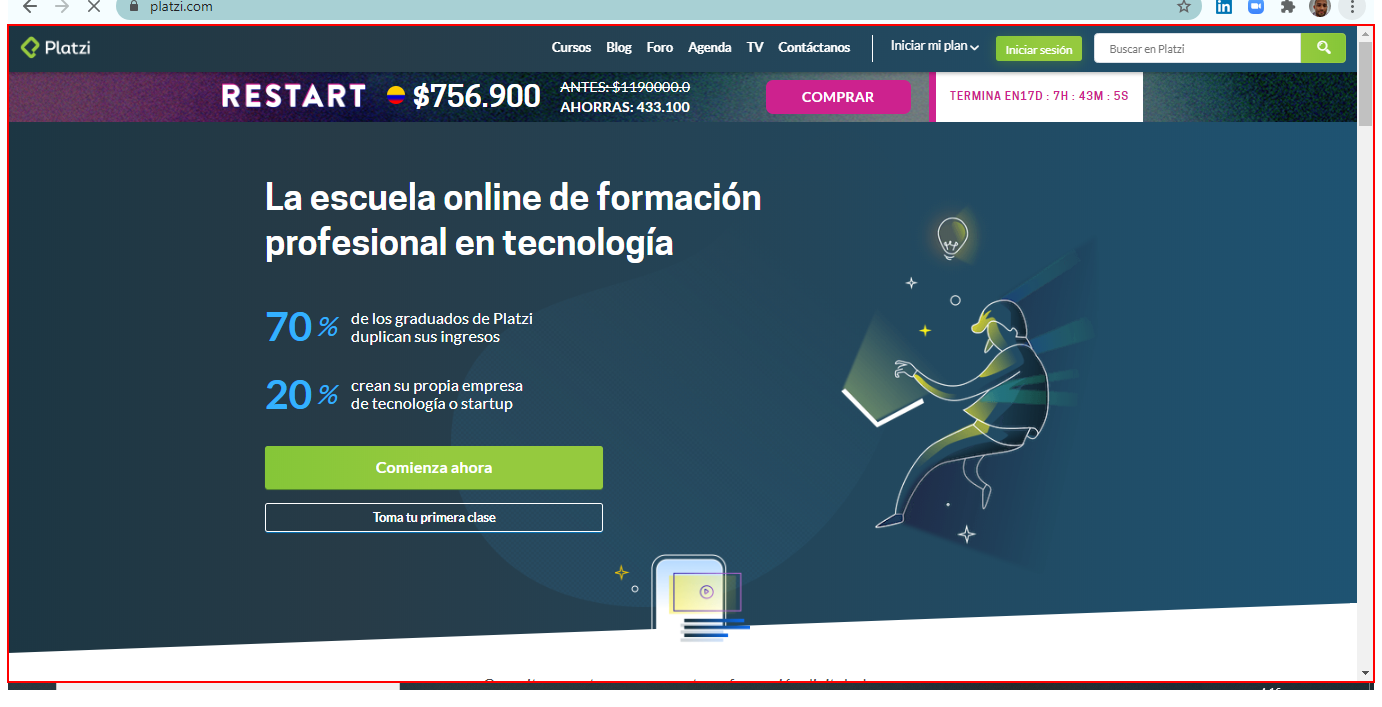 platzi.com
Platzi
Cursos Blog Foro Agenda TV Contáctanos Iniciar mi plan Iniciar sesión Buscar en Platzi
RESTART $756.900 ANTES: $1190000.0
AHORRAS: 433.100
COMPRAR
TERMINA EN17D : 7H : 43M : 5S
La escuela online de formación
profesional en tecnología
70 % de los graduados de Platzi
duplican sus ingresos
20 % crean su propia empresa
de tecnología o startup
Comienza ahora
Toma tu primera clase